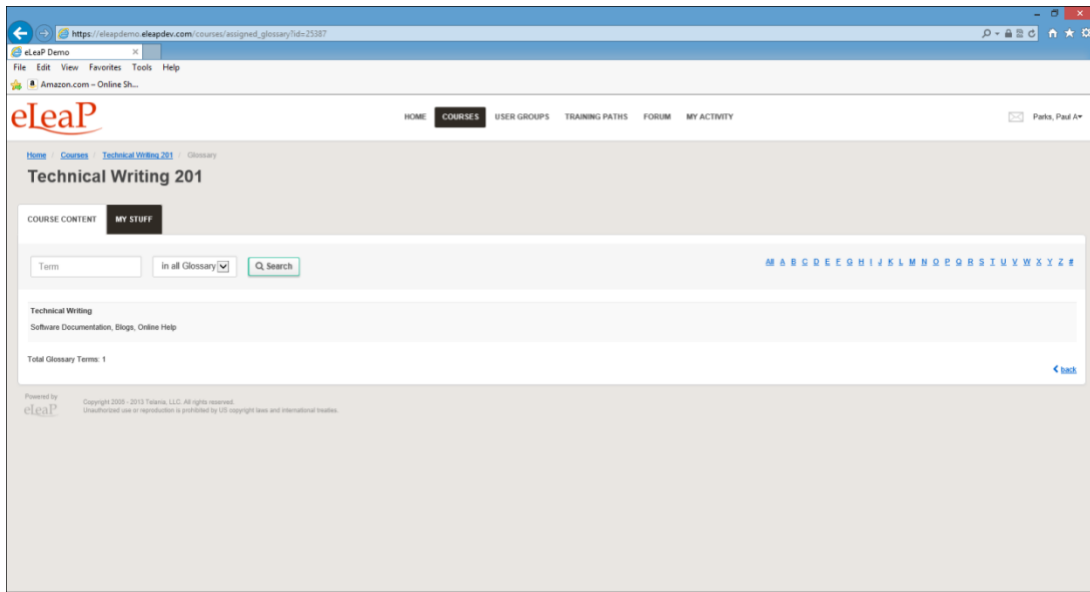 https://eleapdemo.eleapdev.com/courses/assigned_glossary?id=25387
eLeaP Demo
File Edit View Favorites Tools Help
Amazon.com – Online Sh...
eLeaP
HOME COURSES USER GROUPS TRAINING PATHS FORUM MY ACTIVITY
Parks, Paul A
Home / Courses / Technical Writing 201 / Glossary
Technical Writing 201
COURSE CONTENT MY STUFF
Term in all Glossary Search
All A B C D E F G H I J K L M N O P Q R S T U V W X Y Z #
Technical Writing
Software Documentation, Blogs, Online Help
Total Glossary Terms: 1
back
Powered by
eLeaP
Copyright 2005 - 2013 Telania, LLC. All rights reserved.
Unauthorized use or reproduction is prohibited by US copyright laws and international treaties.